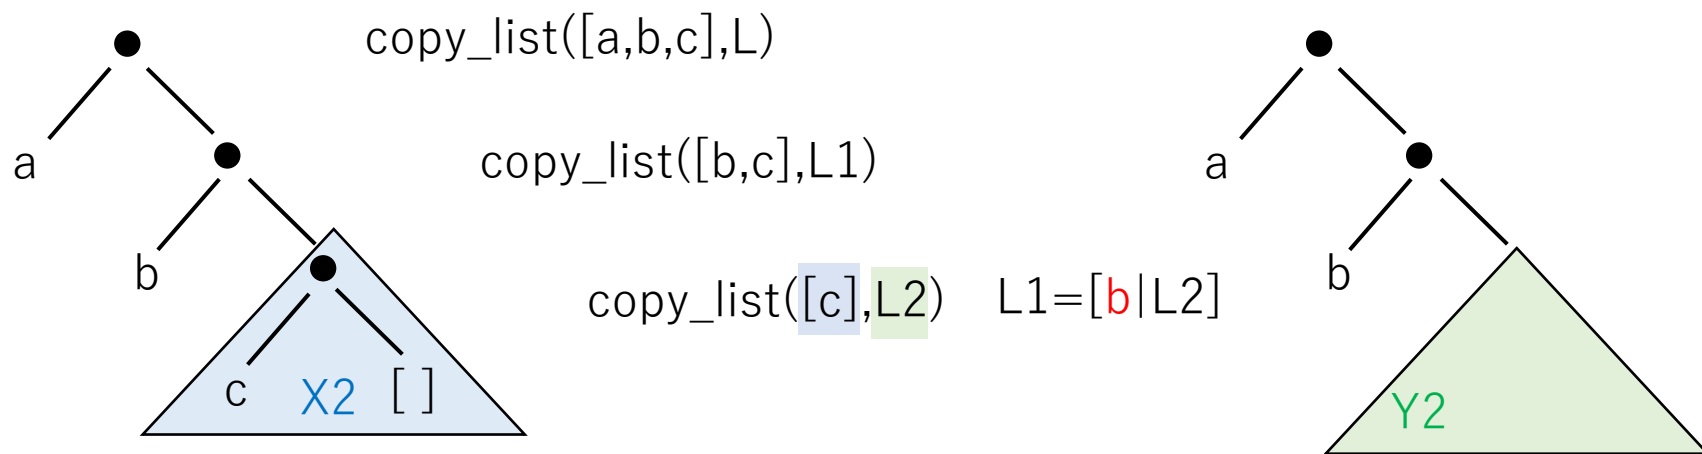 copy_list([a,b,c],L)
a
copy_list([b,c],L1)
a
b
copy_list([c],L2) L1=[b|L2]
b
c X2 [ ]
Y2